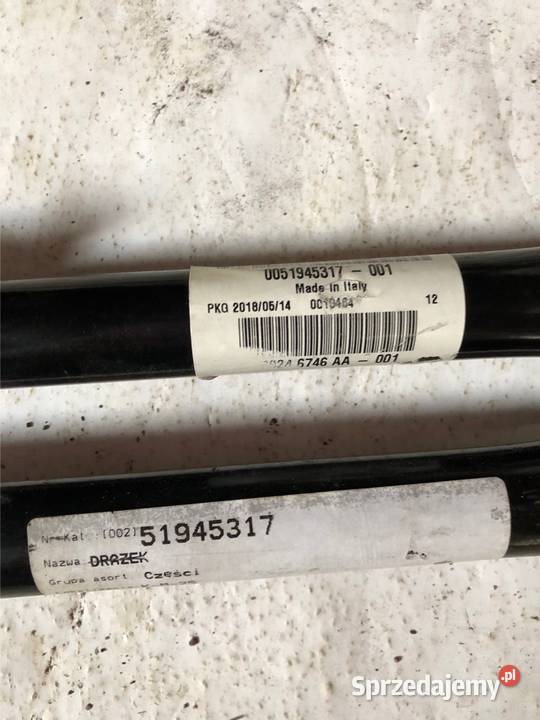 0051945317 - 001
Made in Italy
PKG 2018/05/14 0010464 12
6746 AA - 001
Nr Kat :(002)51945317
Nazwa DRAZEK
Grupa asort Części
Sprzedajemy.pl